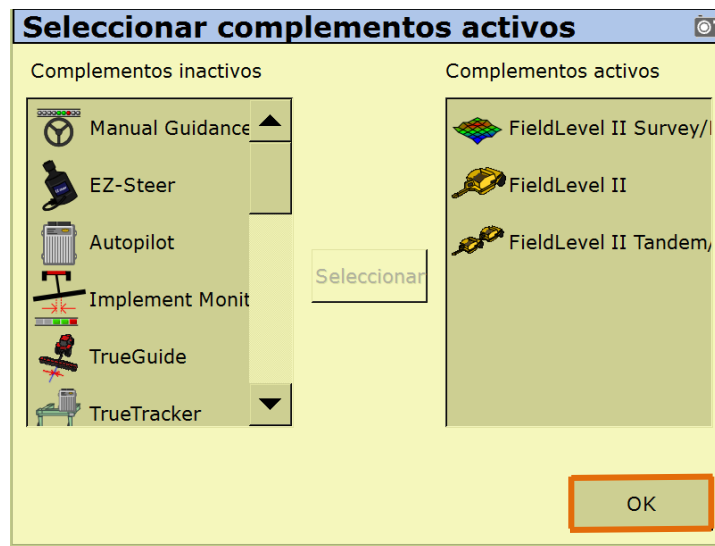 Seleccionar complementos activos
Complementos inactivos
Complementos activos
Manual Guidance
EZ-Steer
Autopilot
Implement Monit
TrueGuide
TrueTracker
Seleccionar
FieldLevel II Survey/
FieldLevel II
FieldLevel II Tandem/
OK